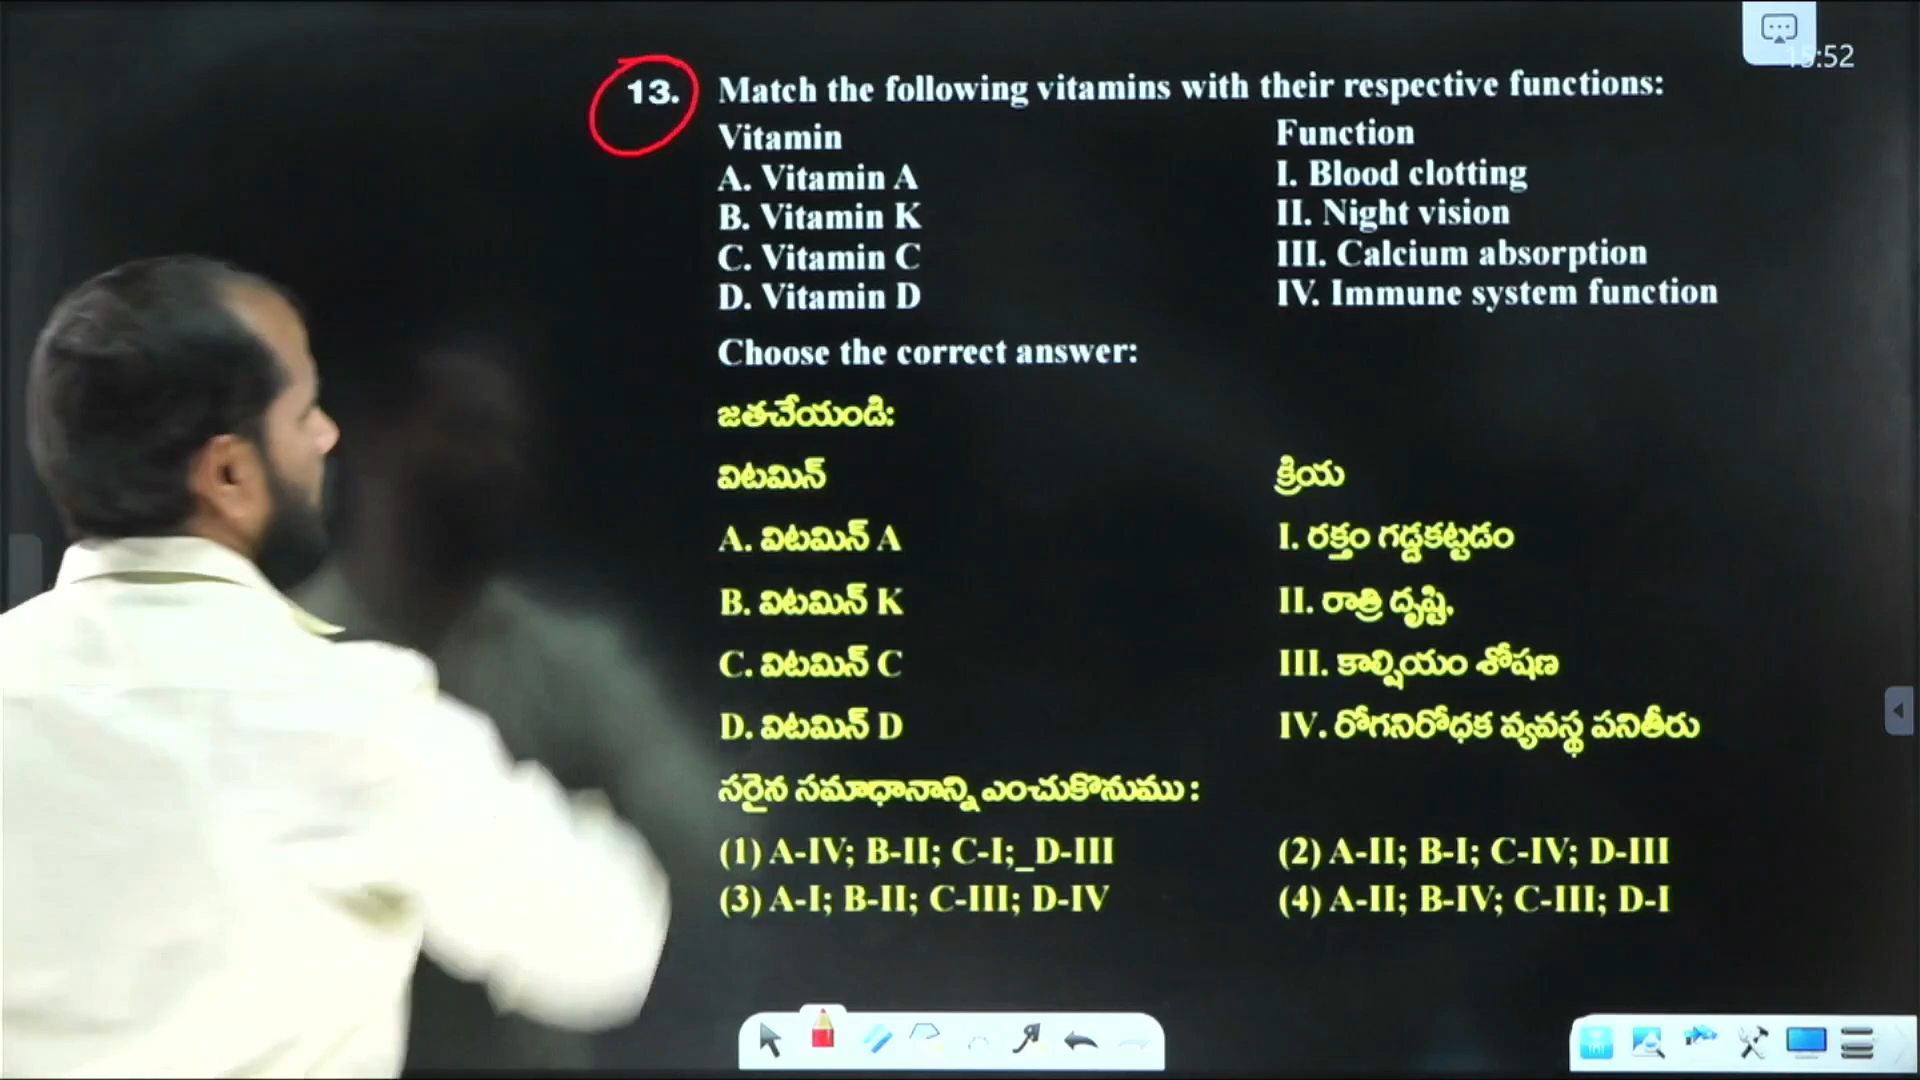 15:52
13. Match the following vitamins with their respective functions:
Vitamin Function
A. Vitamin A I. Blood clotting
B. Vitamin K II. Night vision
C. Vitamin C III. Calcium absorption
D. Vitamin D IV. Immune system function
Choose the correct answer:
జతచేయండి:
విటమిన్ క్రియ
A. విటమిన్ A I. రక్తం గడ్డకట్టడం
B. విటమిన్ K II. రాత్రి దృష్టి.
C. విటమిన్ C III. కాల్షియం శోషణ
D. విటమిన్ D IV. రోగనిరోధక వ్యవస్థ పనితీరు
సరైన సమాధానాన్ని ఎంచుకొనుము :
(1) A-IV; B-II; C-I;_D-III (2) A-II; B-I; C-IV; D-III
(3) A-I; B-II; C-III; D-IV (4) A-II; B-IV; C-III; D-I